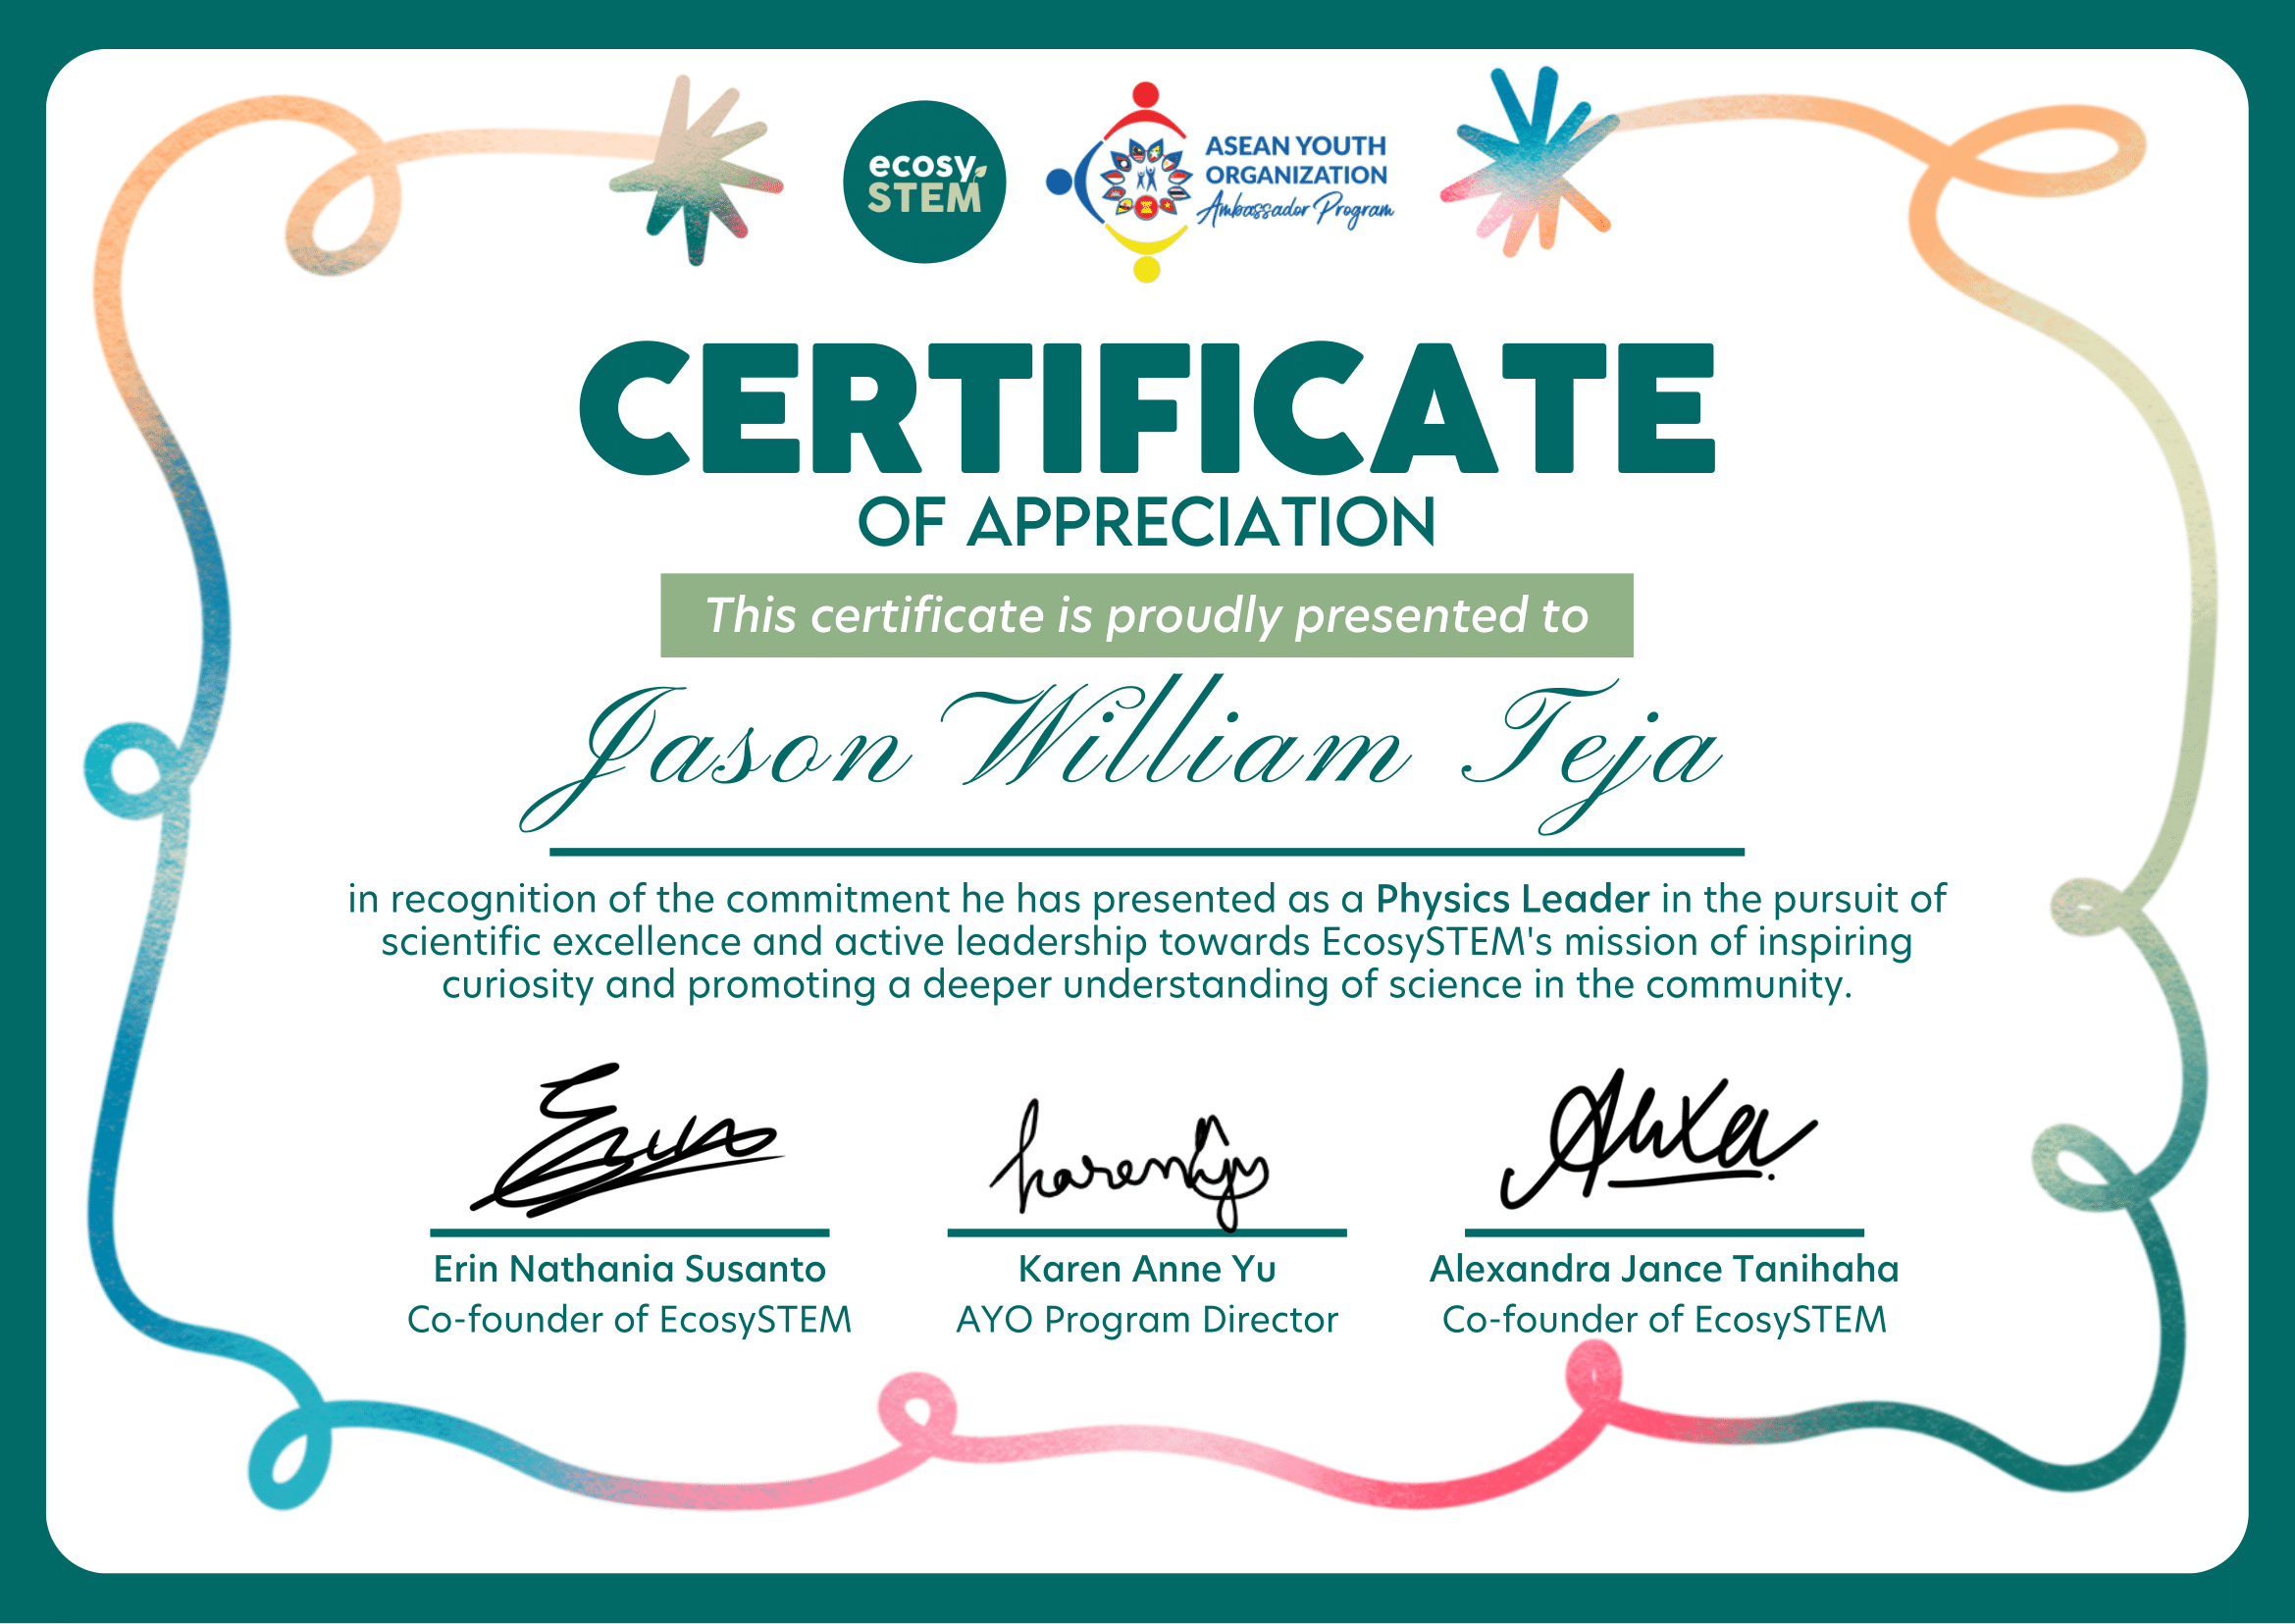 ecosy
STEM
ASEAN YOUTH
ORGANIZATION
Ambassador Program
CERTIFICATE
OF APPRECIATION
This certificate is proudly presented to
Jason William Teja
in recognition of the commitment he has presented as a Physics Leader in the pursuit of
scientific excellence and active leadership towards EcosySTEM's mission of inspiring
curiosity and promoting a deeper understanding of science in the community.
Erin
Karen Yu
Alexa
Erin Nathania Susanto
Karen Anne Yu
Alexandra Jance Tanihaha
Co-founder of EcosySTEM
AYO Program Director
Co-founder of EcosySTEM